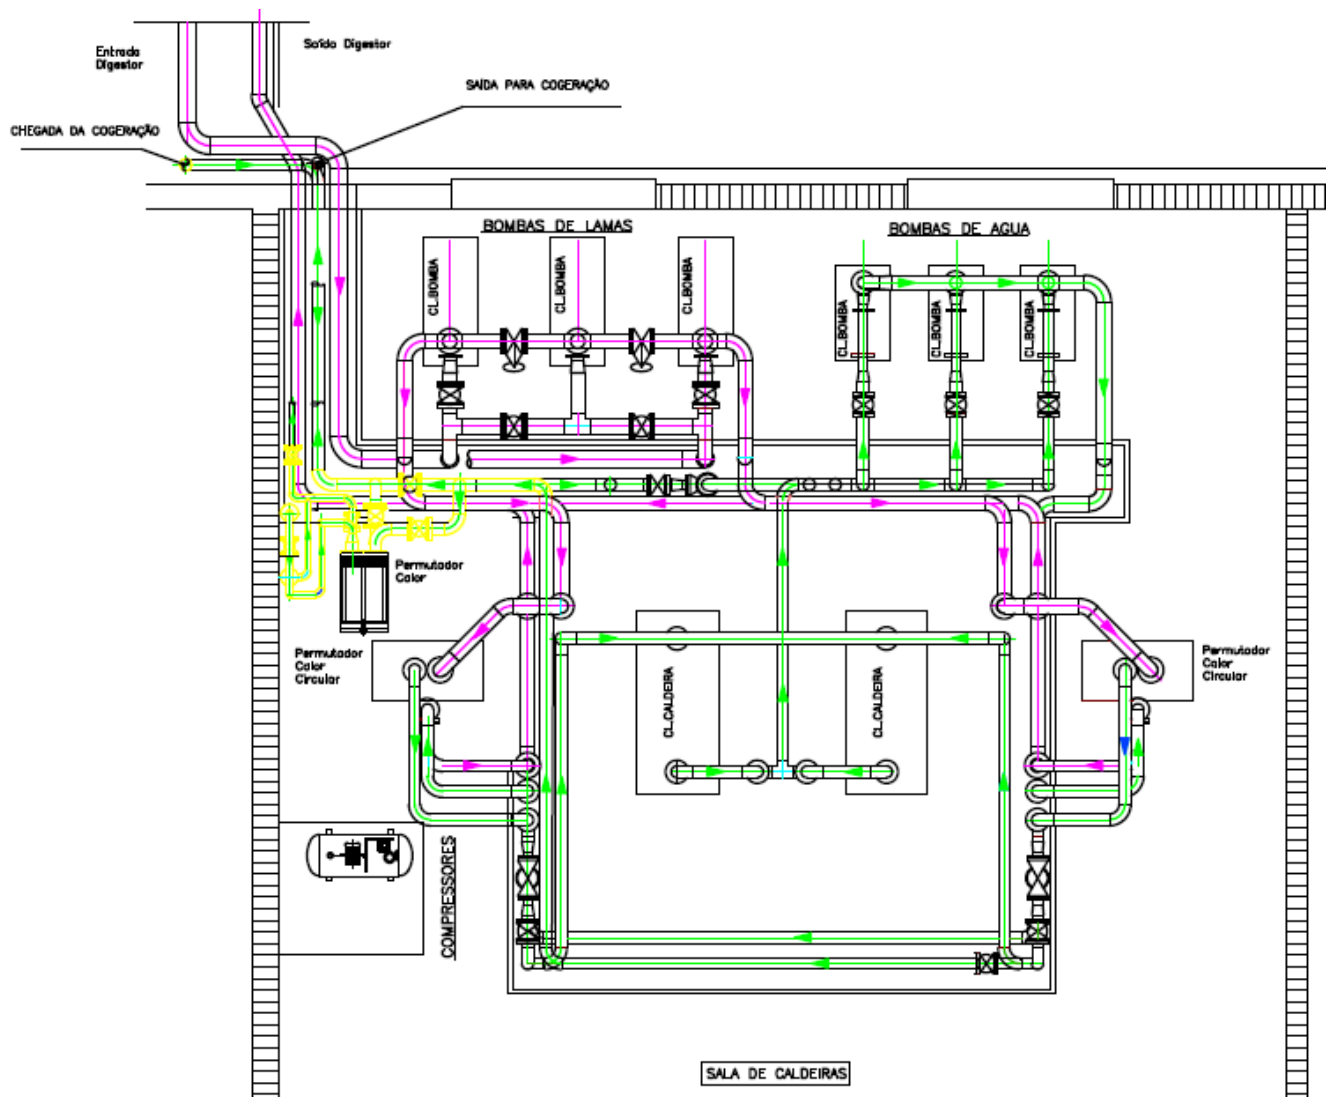 Entrada
Digestor
Saída Digestor
SAÍDA PARA COGERAÇÃO
CHEGADA DA COGERAÇÃO
BOMBAS DE LAMAS
BOMBAS DE AGUA
CL.BOMBA
CL.BOMBA
CL.BOMBA
CL.BOMBA
CL.BOMBA
CL.BOMBA
Permutador
Calor
Permutador
Calor
Circular
Permutador
Calor
Circular
CL.CALDEIRA
CL.CALDEIRA
COMPRESSORES
SALA DE CALDEIRAS